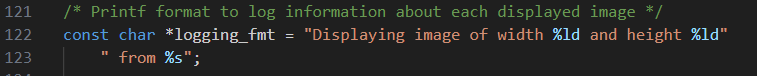 121 /* Printf format to log information about each displayed image */
122 const char *logging_fmt = "Displaying image of width %ld and height %ld"
123 " from %s";